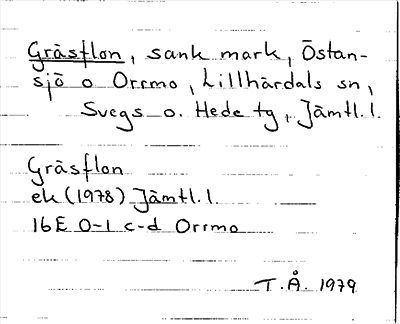 Gräsflon, sank mark, Östan-
sjö o Orrmo, Lillhärdals sn,
Svegs o. Hede tg, Jämtl. l.
Gräsflon
ek (1978) Jämtl. l.
16E 0-1 c-d Orrmo
T. Å. 1979